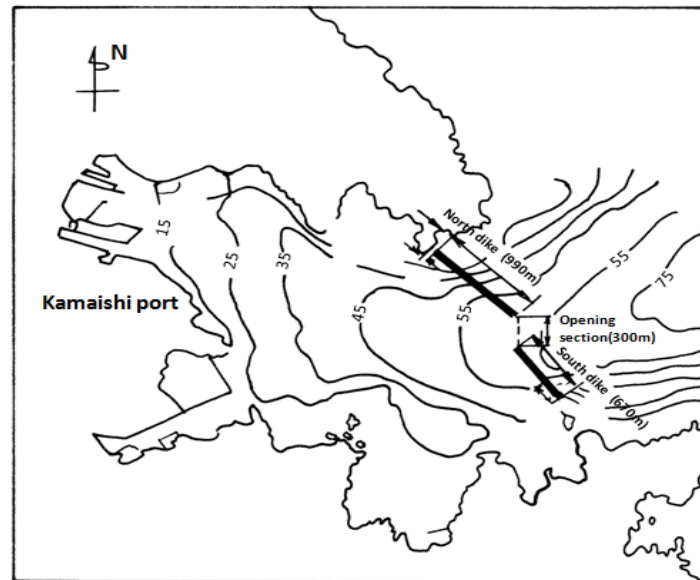 N
North dike (990m)
15
25
35
55
75
Kamaishi port
45
55
Opening
section(300m)
South dike (670m)